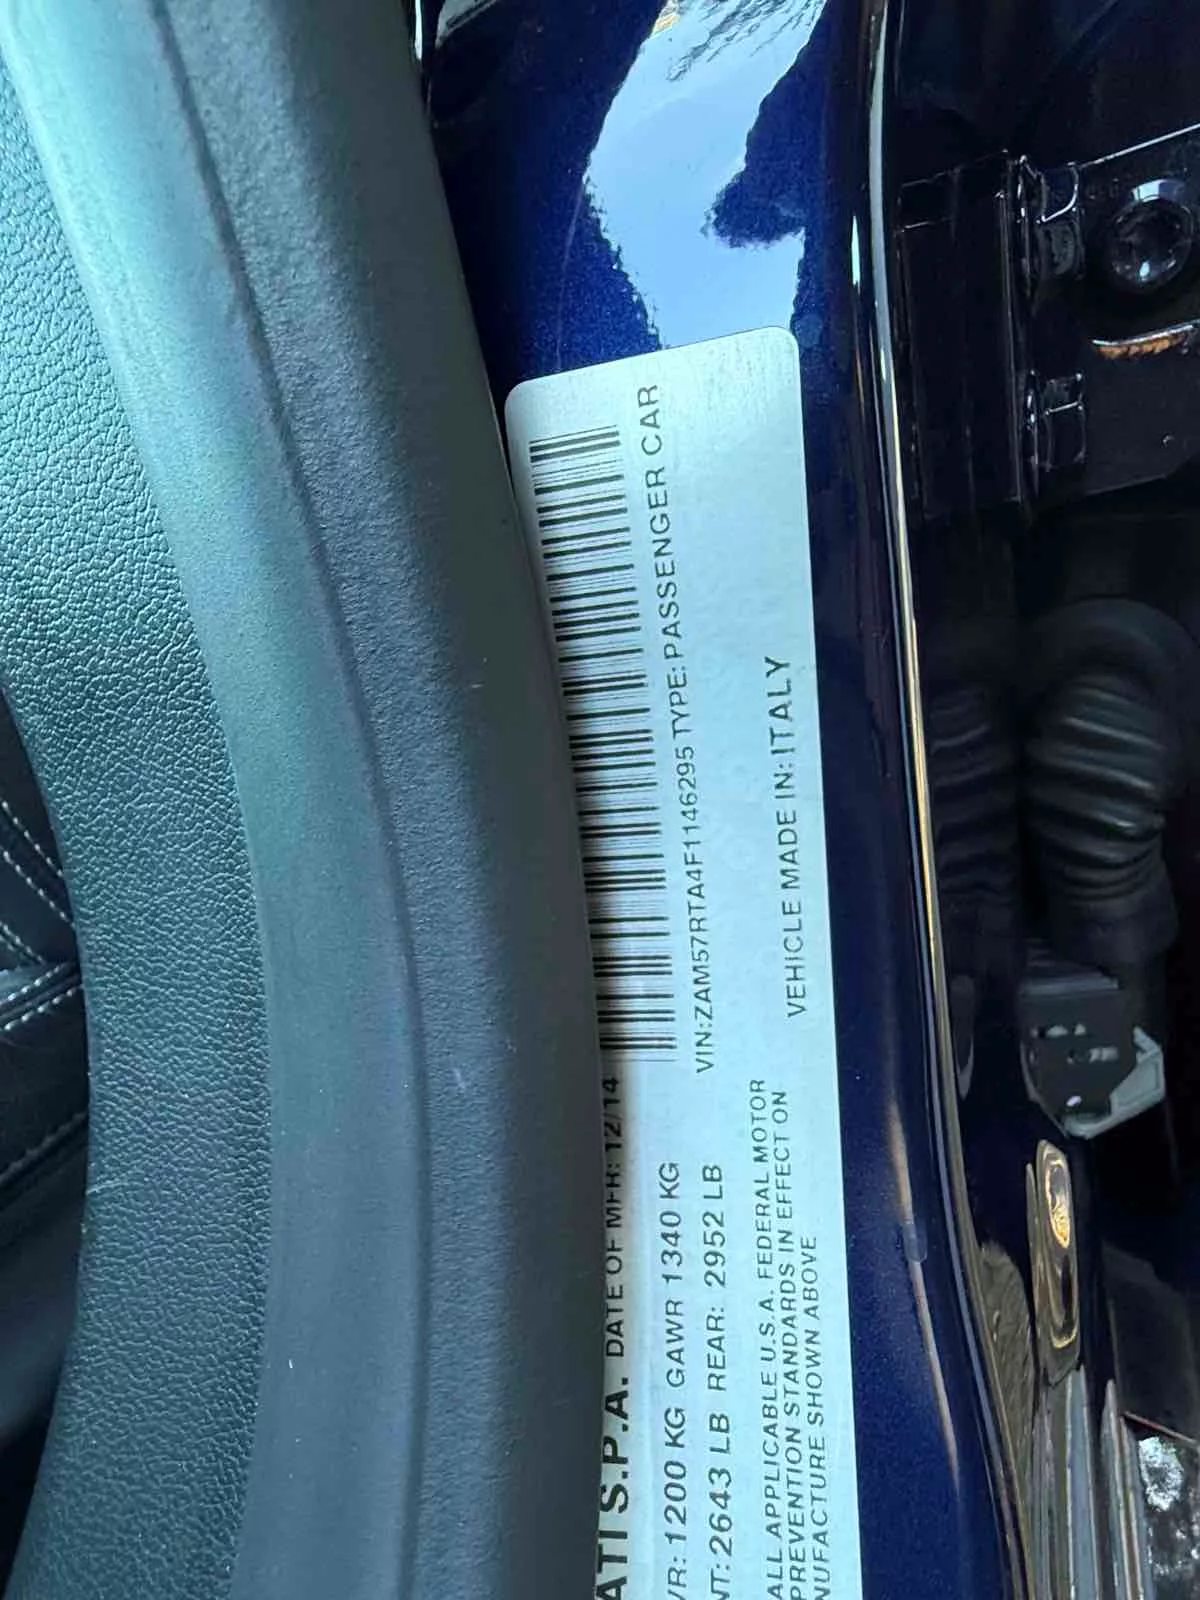 ATI S.P.A. DATE OF MFR: 12/14
VR: 1200 KG GAWR 1340 KG
NT: 2643 LB REAR: 2952 LB
ALL APPLICABLE U.S.A. FEDERAL MOTOR
PREVENTION STANDARDS IN EFFECT ON
NUFACTURE SHOWN ABOVE
VIN:ZAM57RTA4F1146295 TYPE: PASSENGER CAR
VEHICLE MADE IN: ITALY